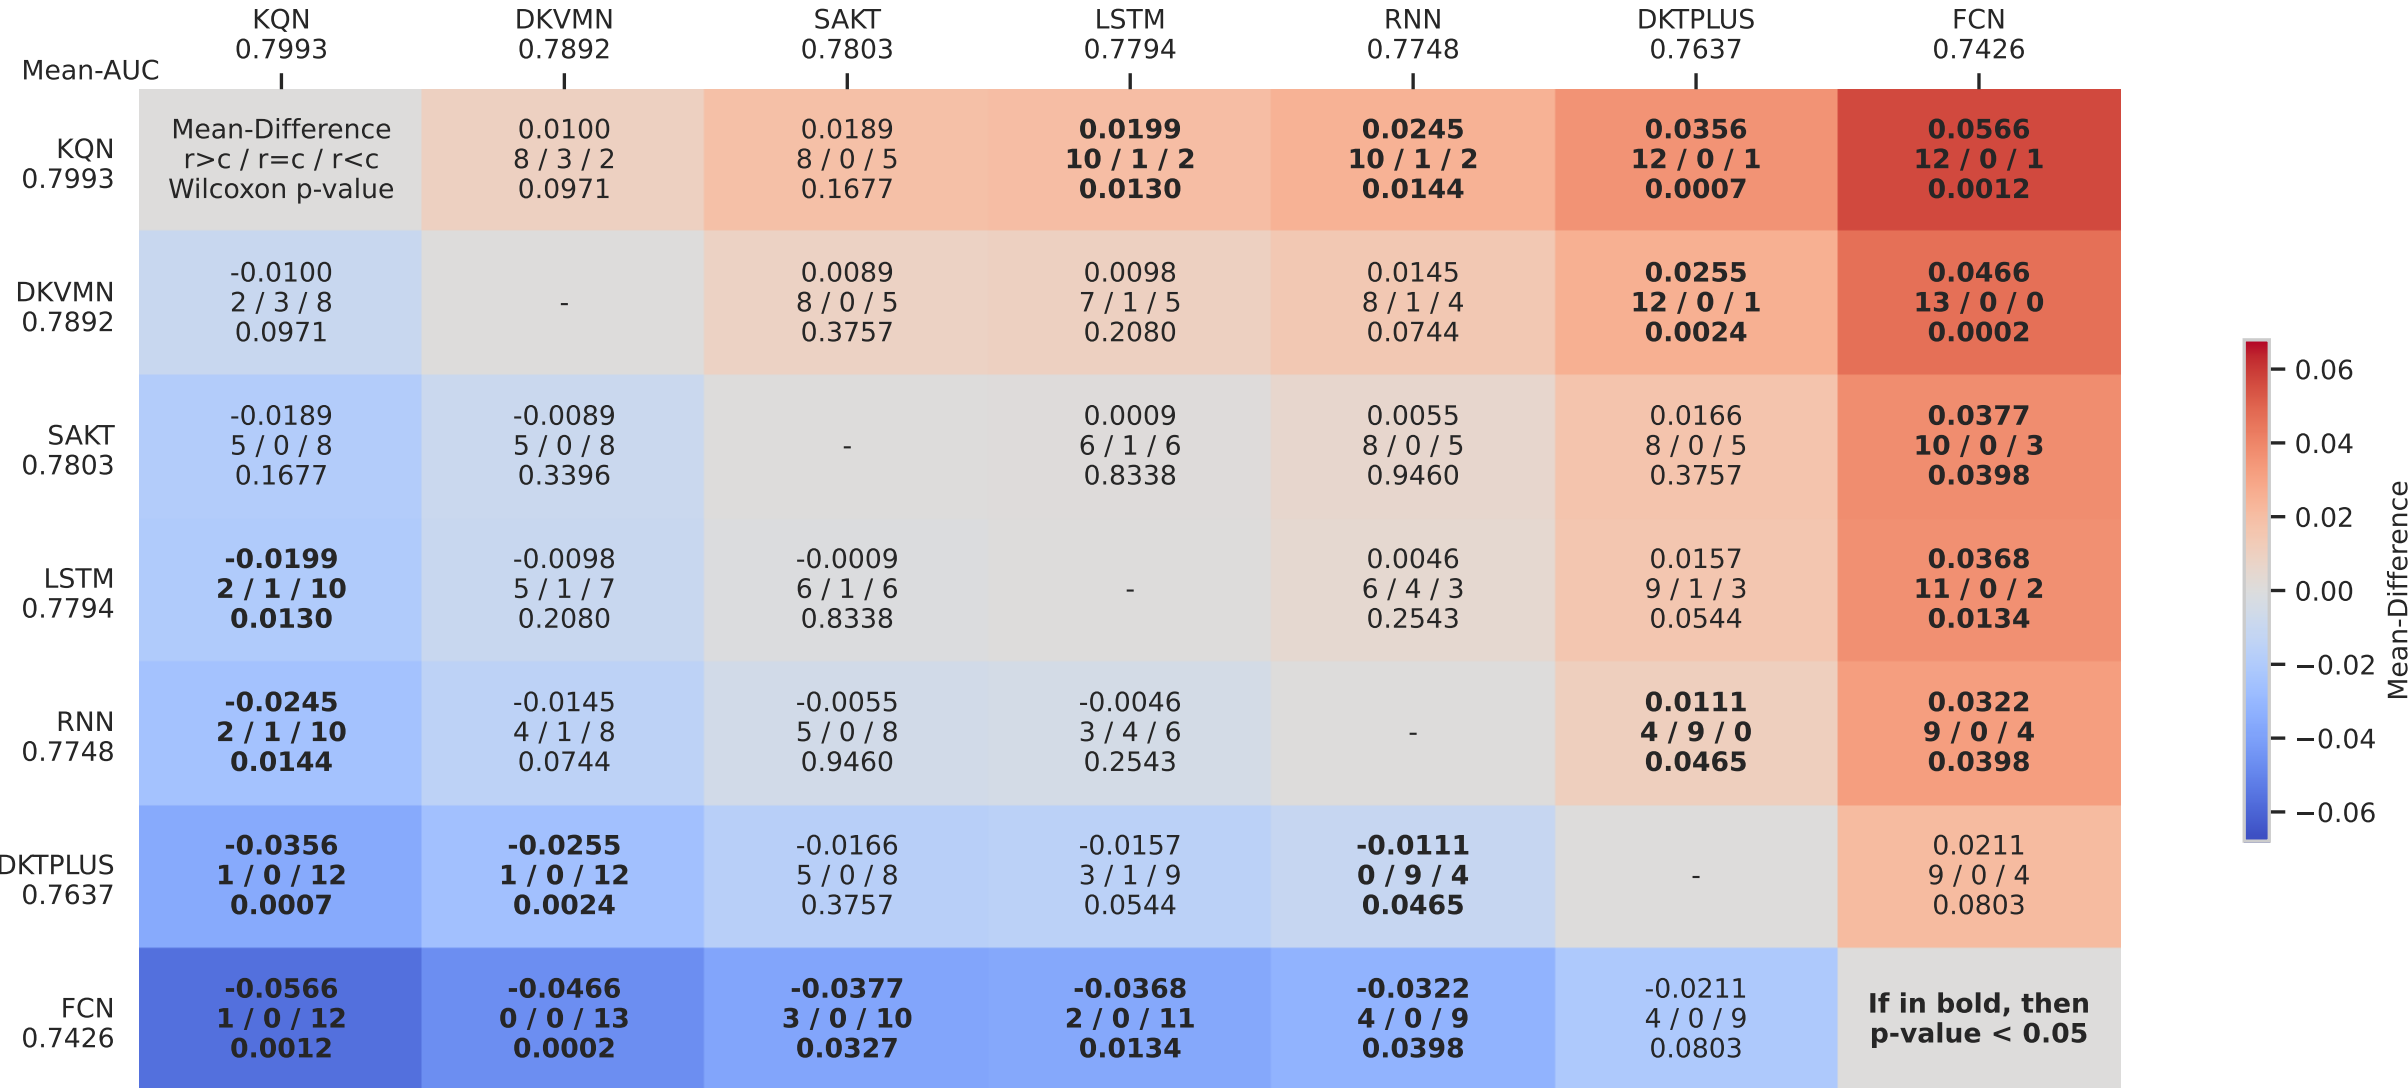 KQN DKVMN SAKT LSTM RNN DKTPLUS FCN
0.7993 0.7892 0.7803 0.7794 0.7748 0.7637 0.7426
Mean-AUC
Mean-Difference 0.0100 0.0189 0.0199 0.0245 0.0356 0.0566
KQN r>c / r=c / r<c 8 / 3 / 2 8 / 0 / 5 10 / 1 / 2 10 / 1 / 2 12 / 0 / 1 12 / 0 / 1
0.7993 Wilcoxon p-value 0.0971 0.1677 0.0130 0.0144 0.0007 0.0012
-0.0100 0.0089 0.0098 0.0145 0.0255 0.0466
DKVMN 2 / 3 / 8 - 8 / 0 / 5 7 / 1 / 5 8 / 1 / 4 12 / 0 / 1 13 / 0 / 0
0.7892 0.0971 0.3757 0.2080 0.0744 0.0024 0.0002
-0.0189 -0.0089 0.0009 0.0055 0.0166 0.0377
SAKT 5 / 0 / 8 5 / 0 / 8 - 6 / 1 / 6 8 / 0 / 5 8 / 0 / 5 10 / 0 / 3
0.7803 0.1677 0.3396 0.8338 0.9460 0.3757 0.0398
-0.0199 -0.0098 -0.0009 0.0046 0.0157 0.0368
LSTM 2 / 1 / 10 5 / 1 / 7 6 / 1 / 6 - 6 / 4 / 3 9 / 1 / 3 11 / 0 / 2
0.7794 0.0130 0.2080 0.8338 0.2543 0.0544 0.0134
-0.0245 -0.0145 -0.0055 -0.0046 0.0111 0.0322
RNN 2 / 1 / 10 4 / 1 / 8 5 / 0 / 8 3 / 4 / 6 - 4 / 9 / 0 9 / 0 / 4
0.7748 0.0144 0.0744 0.9460 0.2543 0.0465 0.0398
-0.0356 -0.0255 -0.0166 -0.0157 -0.0111 0.0211
DKTPLUS 1 / 0 / 12 1 / 0 / 12 5 / 0 / 8 3 / 1 / 9 0 / 9 / 4 - 9 / 0 / 4
0.7637 0.0007 0.0024 0.3757 0.0544 0.0465 0.0803
-0.0566 -0.0466 -0.0377 -0.0368 -0.0322 -0.0211 If in bold, then
FCN 1 / 0 / 12 0 / 0 / 13 3 / 0 / 10 2 / 0 / 11 4 / 0 / 9 4 / 0 / 9 p-value < 0.05
0.7426 0.0012 0.0002 0.0327 0.0134 0.0398 0.0803
0.06
0.04
0.02
0.00
−0.02
−0.04
−0.06
Mean-Difference